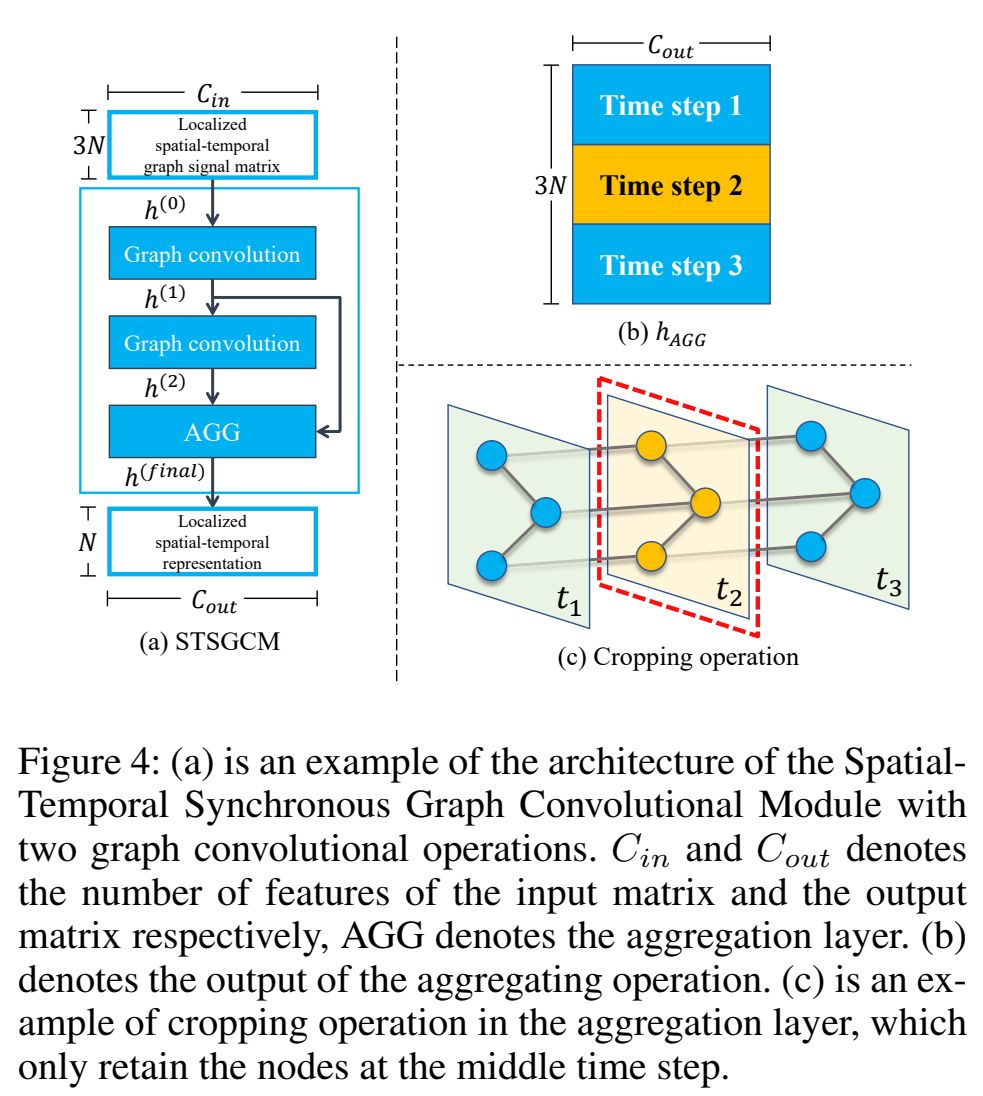 C_in
3N
Localized
spatial-temporal
graph signal matrix
h^(0)
Graph convolution
h^(1)
Graph convolution
h^(2)
AGG
h^(final)
N
Localized
spatial-temporal
representation
C_out
(a) STSGCM
C_out
3N
Time step 1
Time step 2
Time step 3
(b) h_AGG
t_1
t_2
t_3
(c) Cropping operation
Figure 4: (a) is an example of the architecture of the Spatial-
Temporal Synchronous Graph Convolutional Module with
two graph convolutional operations. C_in and C_out denotes
the number of features of the input matrix and the output
matrix respectively, AGG denotes the aggregation layer. (b)
denotes the output of the aggregating operation. (c) is an ex-
ample of cropping operation in the aggregation layer, which
only retain the nodes at the middle time step.